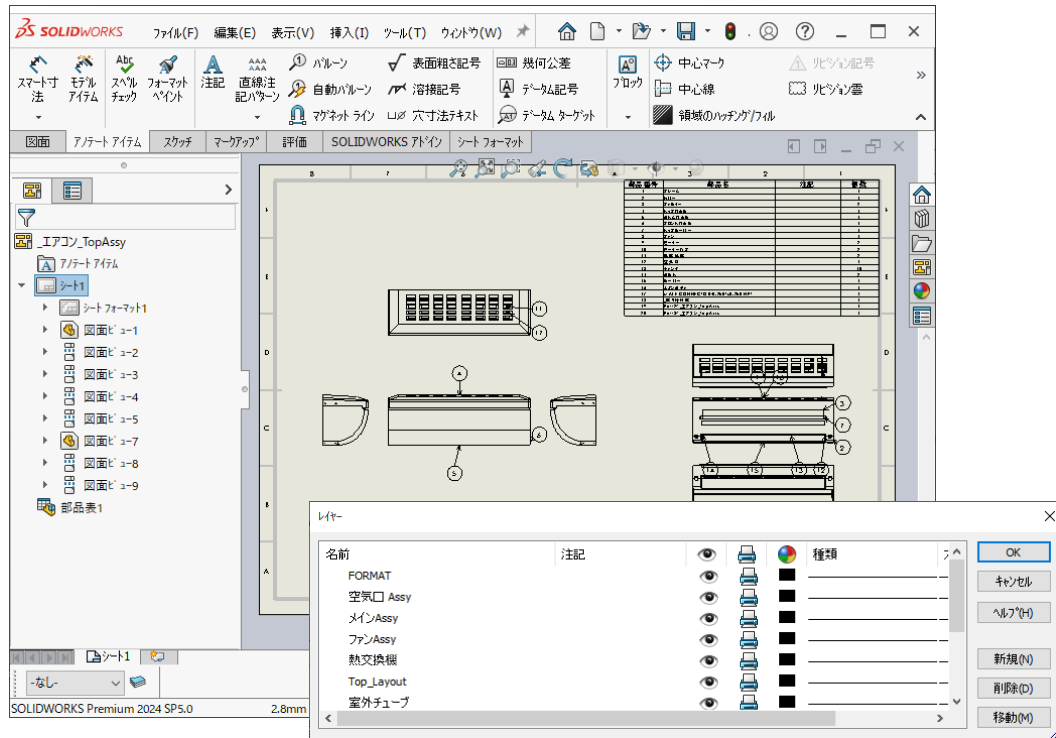 SOLIDWORKS ファイル(F) 編集(E) 表示(V) 挿入(I) ツール(T) ウィンドウ(W)
スマート寸法
モデル アイテム
スペル チェック
フォーマット ペイント
注記
直線注記パターン
バルーン
自動バルーン
マグネット ライン
表面粗さ記号
溶接記号
穴寸法テキスト
幾何公差
データム記号
データム ターゲット
ブロック
中心マーク
中心線
領域のハッチング/フィル
リビジョン記号
リビジョン雲
図面 アノテート アイテム スケッチ マークアップ 評価 SOLIDWORKS アドイン シート フォーマット
_エアコン_TopAssy
アノテート アイテム
シート1
シート フォーマット1
図面ビュー1
図面ビュー2
図面ビュー3
図面ビュー4
図面ビュー5
図面ビュー7
図面ビュー8
図面ビュー9
部品表1
部品番号 部品名 注記 個数
シート1
-なし-
SOLIDWORKS Premium 2024 SP5.0 2.8mm
レイヤー
名前 注記 種類
FORMAT
空気口 Assy
メインAssy
ファンAssy
熱交換機
Top_Layout
室外チューブ
OK
キャンセル
ヘルプ(H)
新規(N)
削除(D)
移動(M)